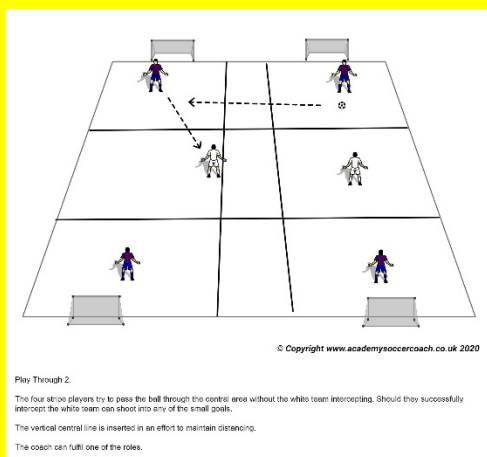 © Copyright www.academysoccercoach.co.uk 2020
Play Through 2.
The four stripe players try to pass the ball through the central area without the white team intercepting. Should they successfully
intercept the white team can shoot into any of the small goals.
The vertical central line is inserted in an effort to maintain distancing.
The coach can fulfil one of the roles.